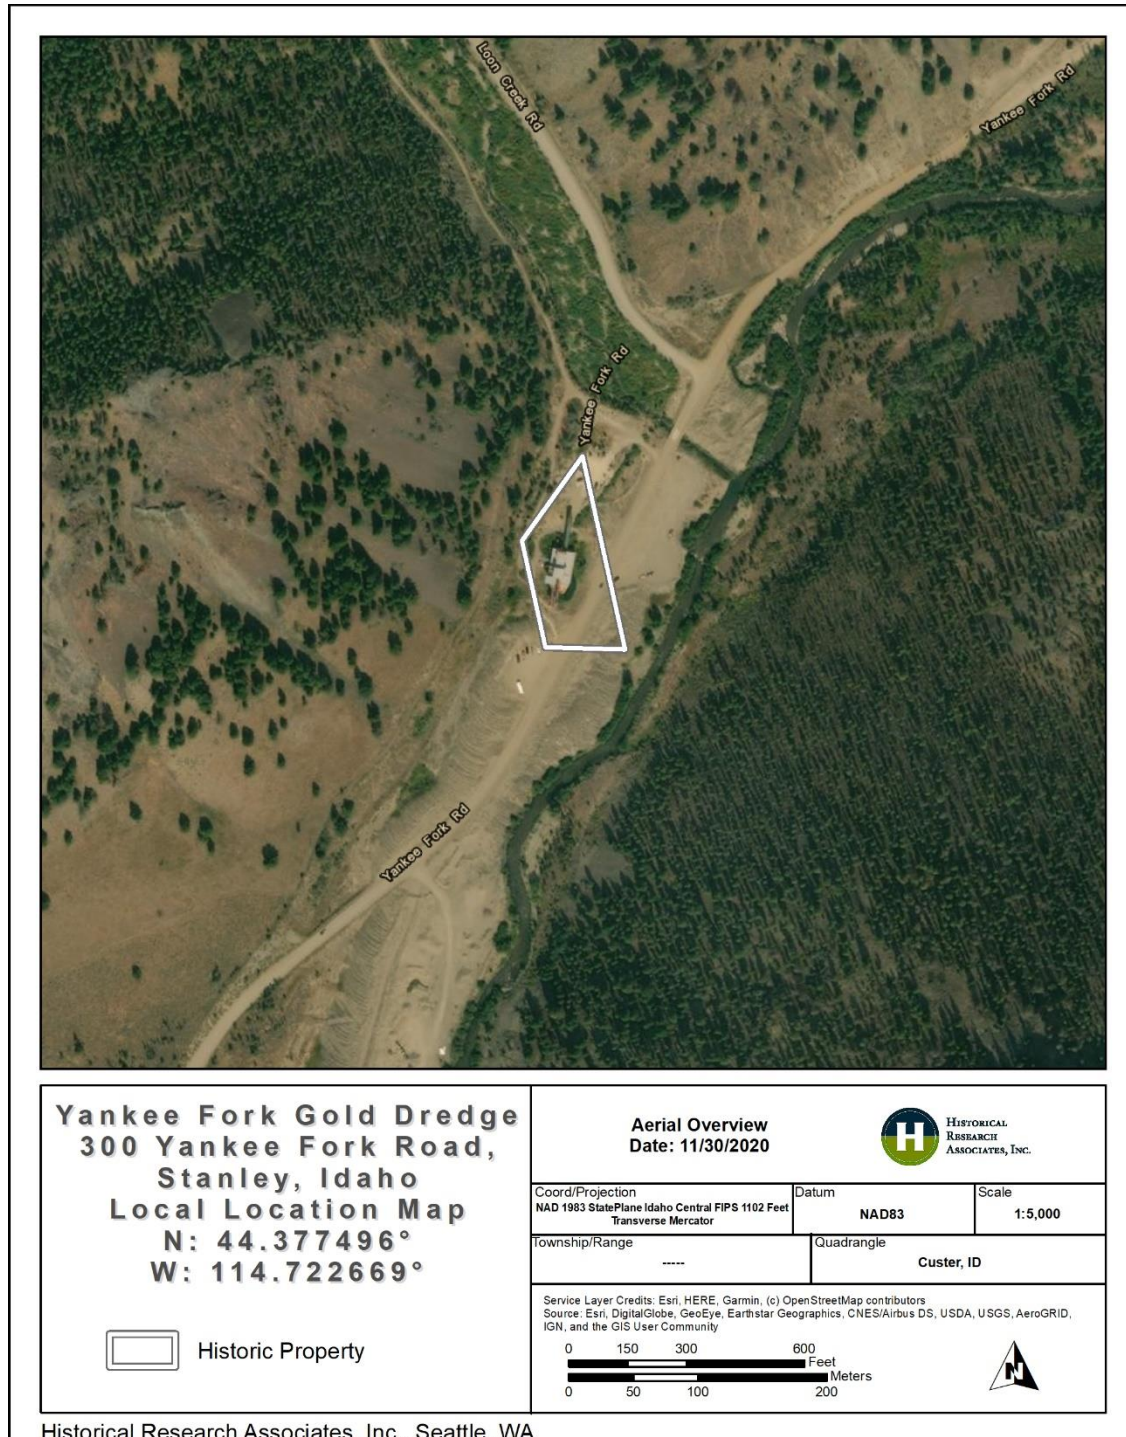 Loon Creek Rd
Yankee Fork Rd
Yankee Fork Rd
Yankee Fork Rd
Yankee Fork Gold Dredge
300 Yankee Fork Road,
Stanley, Idaho
Local Location Map
N: 44.377496°
W: 114.722669°
Historic Property
Aerial Overview
Date: 11/30/2020
H
HISTORICAL
RESEARCH
ASSOCIATES, INC.
Coord/Projection
NAD 1983 StatePlane Idaho Central FIPS 1102 Feet
Transverse Mercator
Datum
NAD83
Scale
1:5,000
Township/Range
-----
Quadrangle
Custer, ID
Service Layer Credits: Esri, HERE, Garmin, (c) OpenStreetMap contributors
Source: Esri, DigitalGlobe, GeoEye, Earthstar Geographics, CNES/Airbus DS, USDA, USGS, AeroGRID,
IGN, and the GIS User Community
0 150 300 600
Feet
Meters
0 50 100 200
N
Historical Research Associates, Inc., Seattle, WA